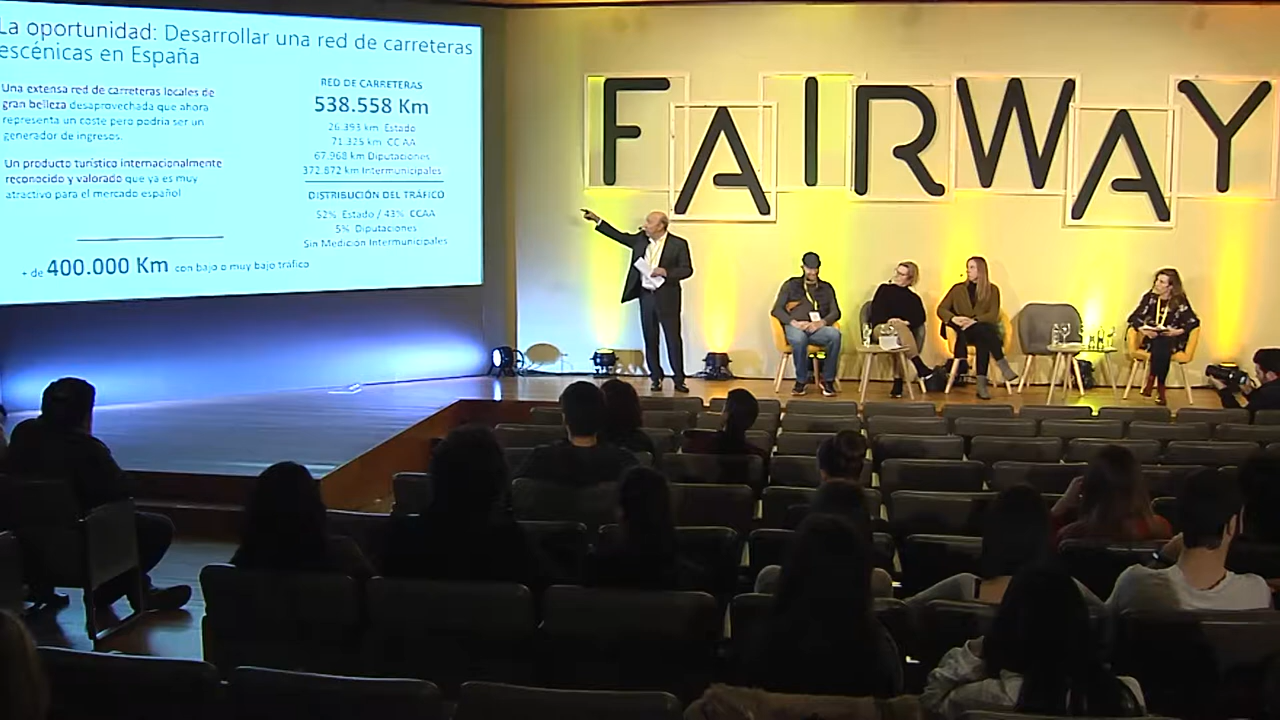 La oportunidad: Desarrollar una red de carreteras
escénicas en España
Una extensa red de carreteras locales de
gran belleza desaprovechada que ahora
representa un coste pero podría ser un
generador de ingresos.
Un producto turístico internacionalmente
reconocido y valorado que ya es muy
atractivo para el mercado español
RED DE CARRETERAS
538.558 Km
26.393 km Estado
71.325 km CC AA
67.968 km Diputaciones
372.872 km Intermunicipales
DISTRIBUCIÓN DEL TRÁFICO
52% Estado / 43% CCAA
5% Diputaciones
Sin Medicion Intermunicipales
+ de 400.000 Km con bajo o muy bajo tráfico
FAIRWAY